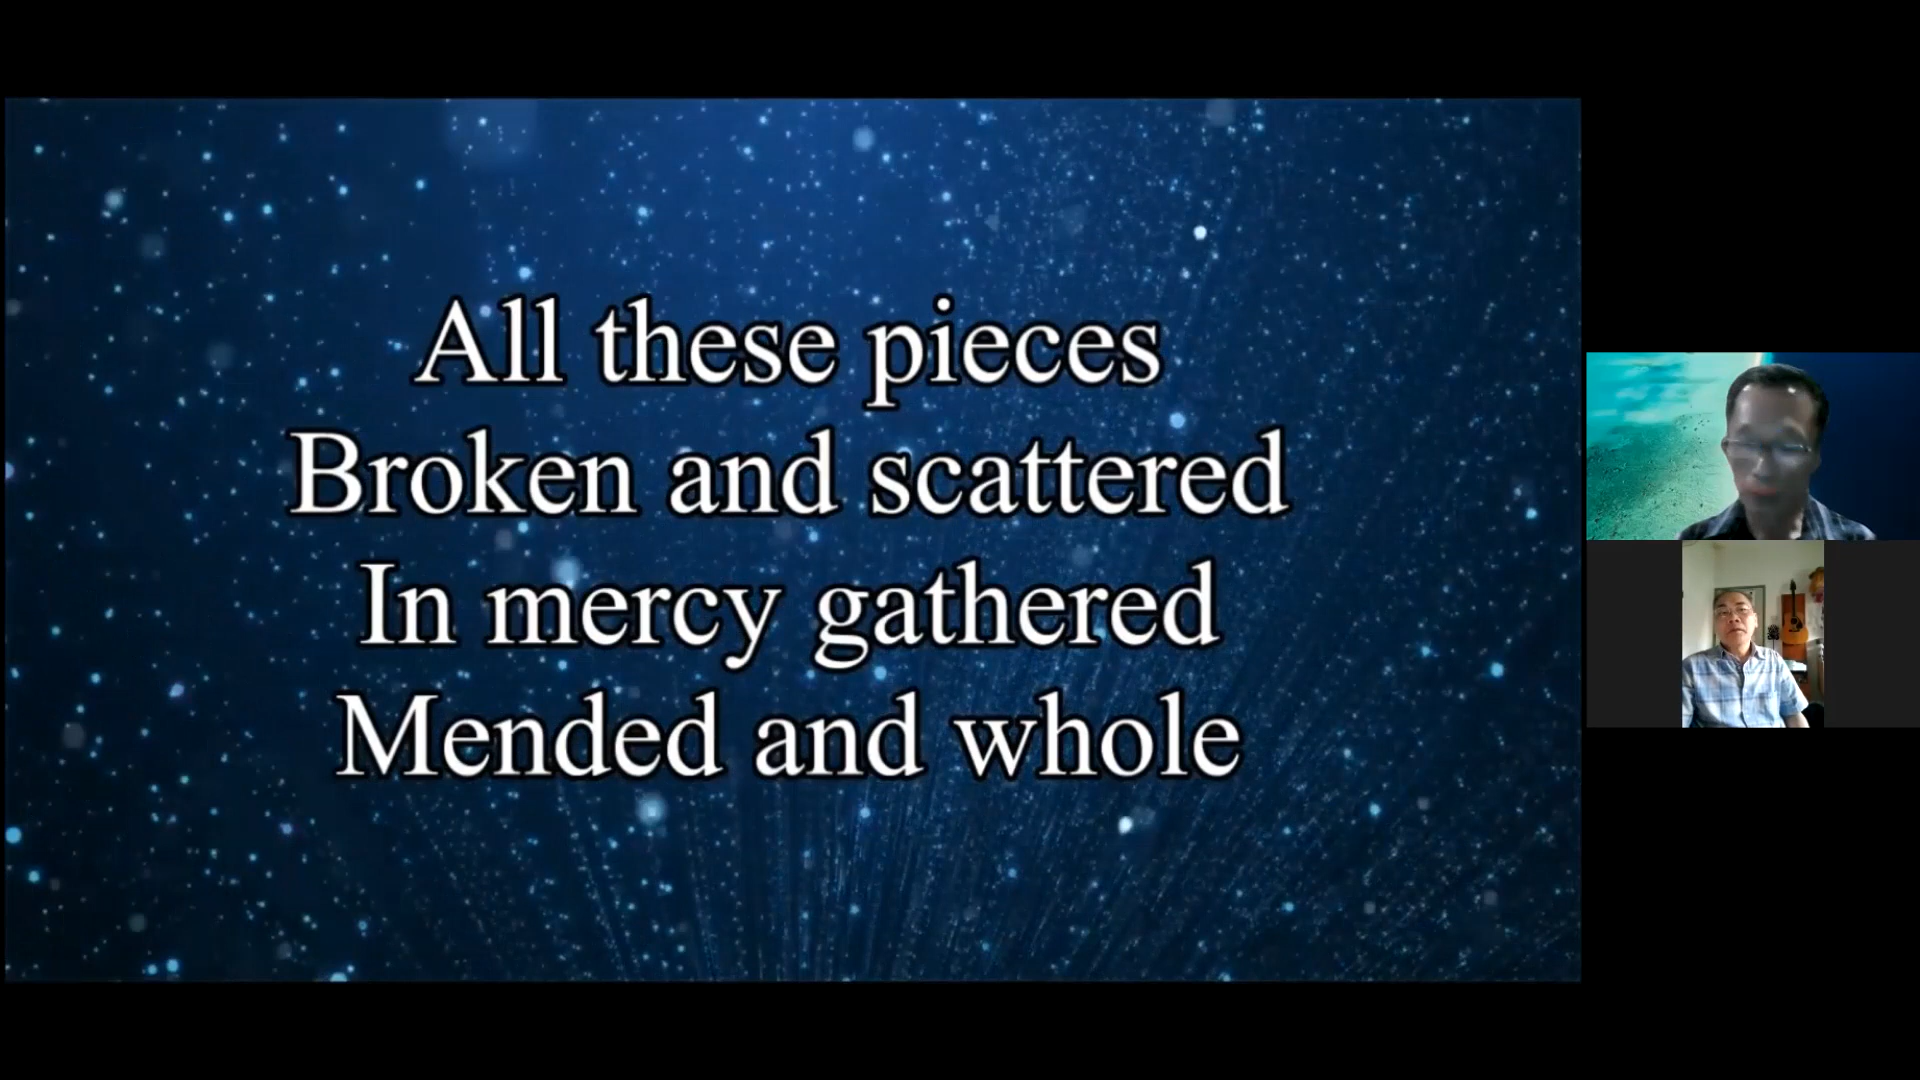 All these pieces
Broken and scattered
In mercy gathered
Mended and whole